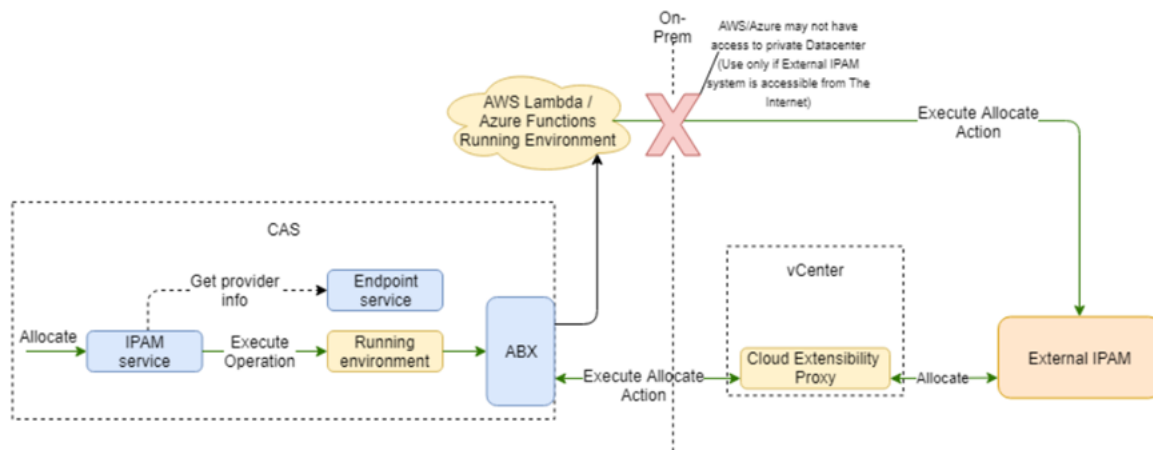 On-
Prem
AWS/Azure may not have
access to private Datacenter
(Use only if External IPAM
system is accessible from The
Internet)
AWS Lambda /
Azure Functions
Running Environment
Execute Allocate
Action
CAS
Get provider
info
Endpoint
service
Allocate
IPAM
service
Execute
Operation
Running
environment
ABX
Execute Allocate
Action
vCenter
Cloud Extensibility
Proxy
Allocate
External IPAM